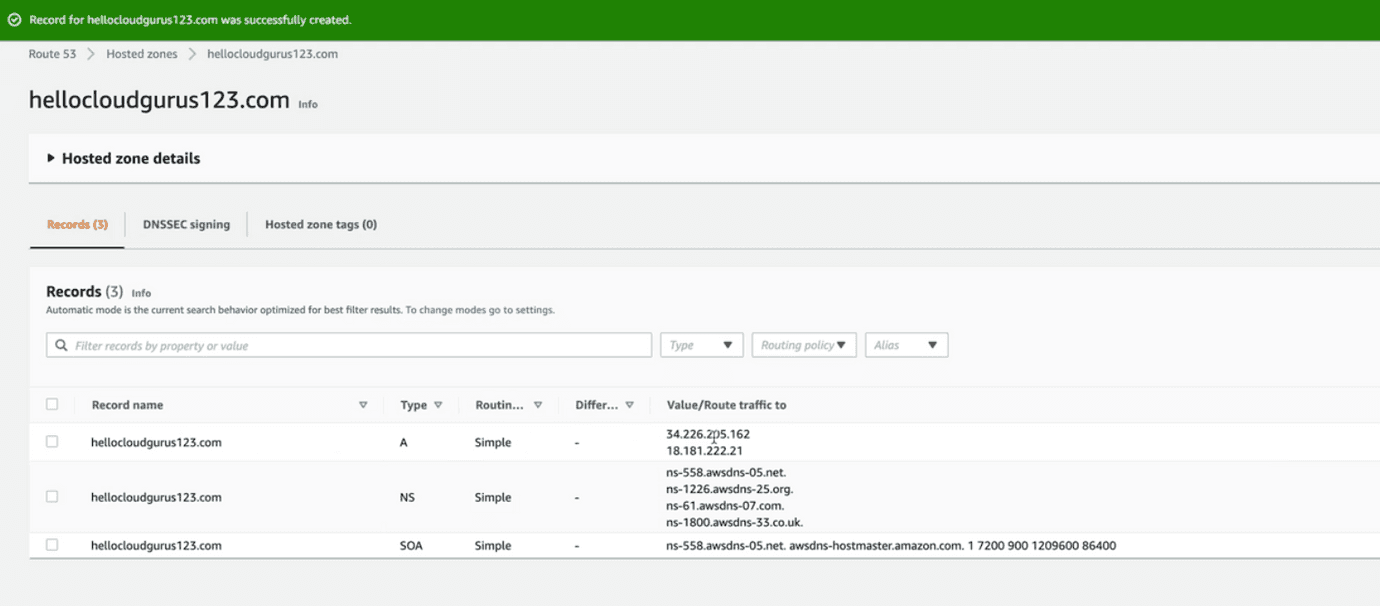 Record for hellocloudgurus123.com was successfully created.
Route 53 Hosted zones hellocloudgurus123.com
hellocloudgurus123.com Info
Hosted zone details
Records (3) DNSSEC signing Hosted zone tags (0)
Records (3) Info
Automatic mode is the current search behavior optimized for best filter results. To change modes go to settings.
Filter records by property or value Type Routing policy Alias
Record name Type Routin... Differ... Value/Route traffic to
hellocloudgurus123.com A Simple - 34.226.205.162
18.181.222.21
hellocloudgurus123.com NS Simple - ns-558.awsdns-05.net.
ns-1226.awsdns-25.org.
ns-61.awsdns-07.com.
ns-1800.awsdns-33.co.uk.
hellocloudgurus123.com SOA Simple - ns-558.awsdns-05.net. awsdns-hostmaster.amazon.com. 1 7200 900 1209600 86400